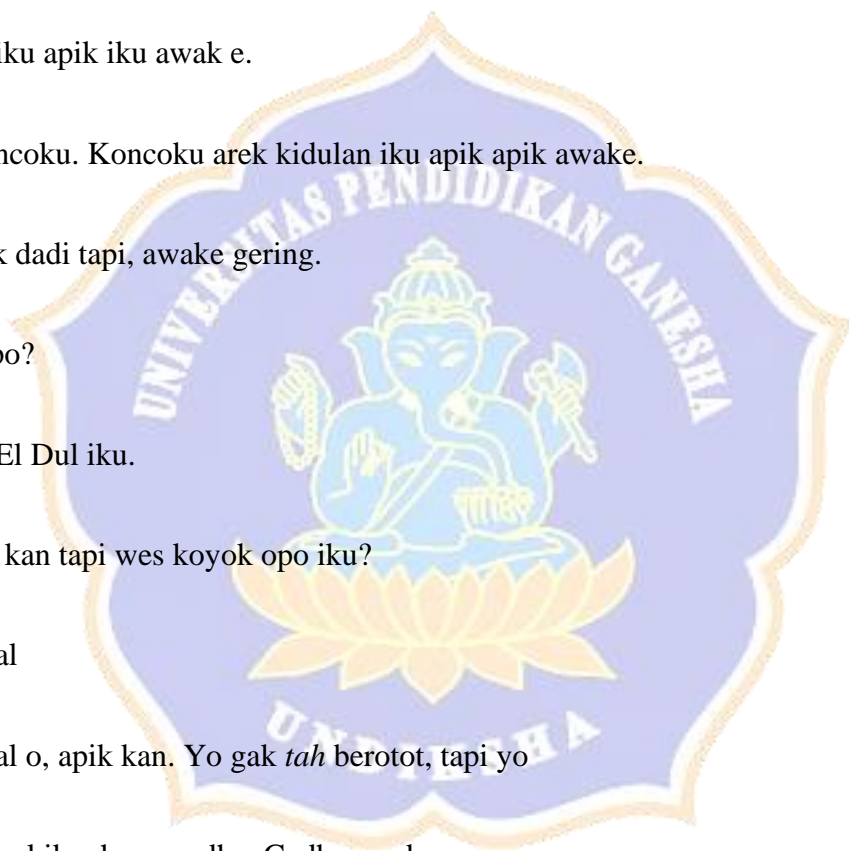 iku apik iku awak e.
ncoku. Koncoku arek kidulan iku apik apik awake.
UNIVERSITAS PENDIDIKAN GANESHA
k dadi tapi, awake gering.
po?
El Dul iku.
kan tapi wes koyok opo iku?
al
al o, apik kan. Yo gak tah berotot, tapi yo
UNDIKSHA